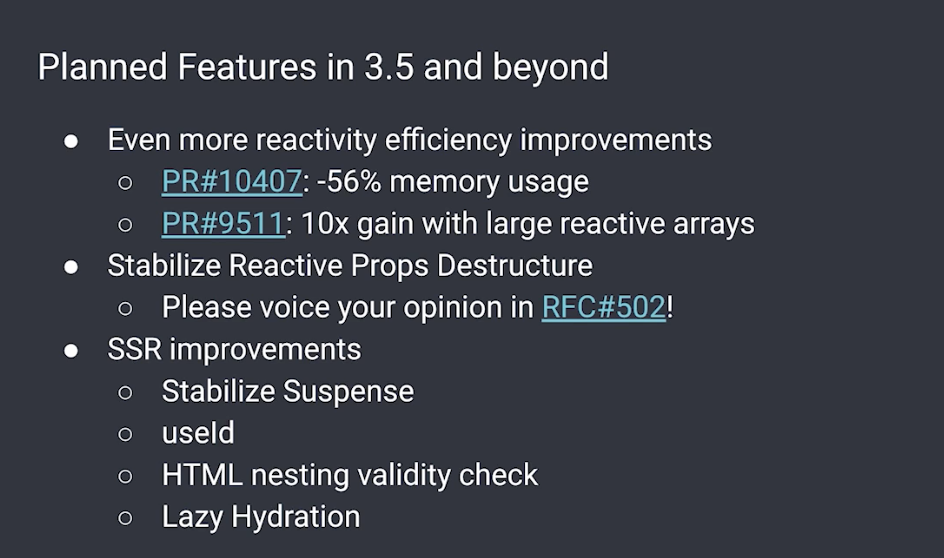 Planned Features in 3.5 and beyond
● Even more reactivity efficiency improvements
○ PR#10407: -56% memory usage
○ PR#9511: 10x gain with large reactive arrays
● Stabilize Reactive Props Destructure
○ Please voice your opinion in RFC#502!
● SSR improvements
○ Stabilize Suspense
○ useId
○ HTML nesting validity check
○ Lazy Hydration